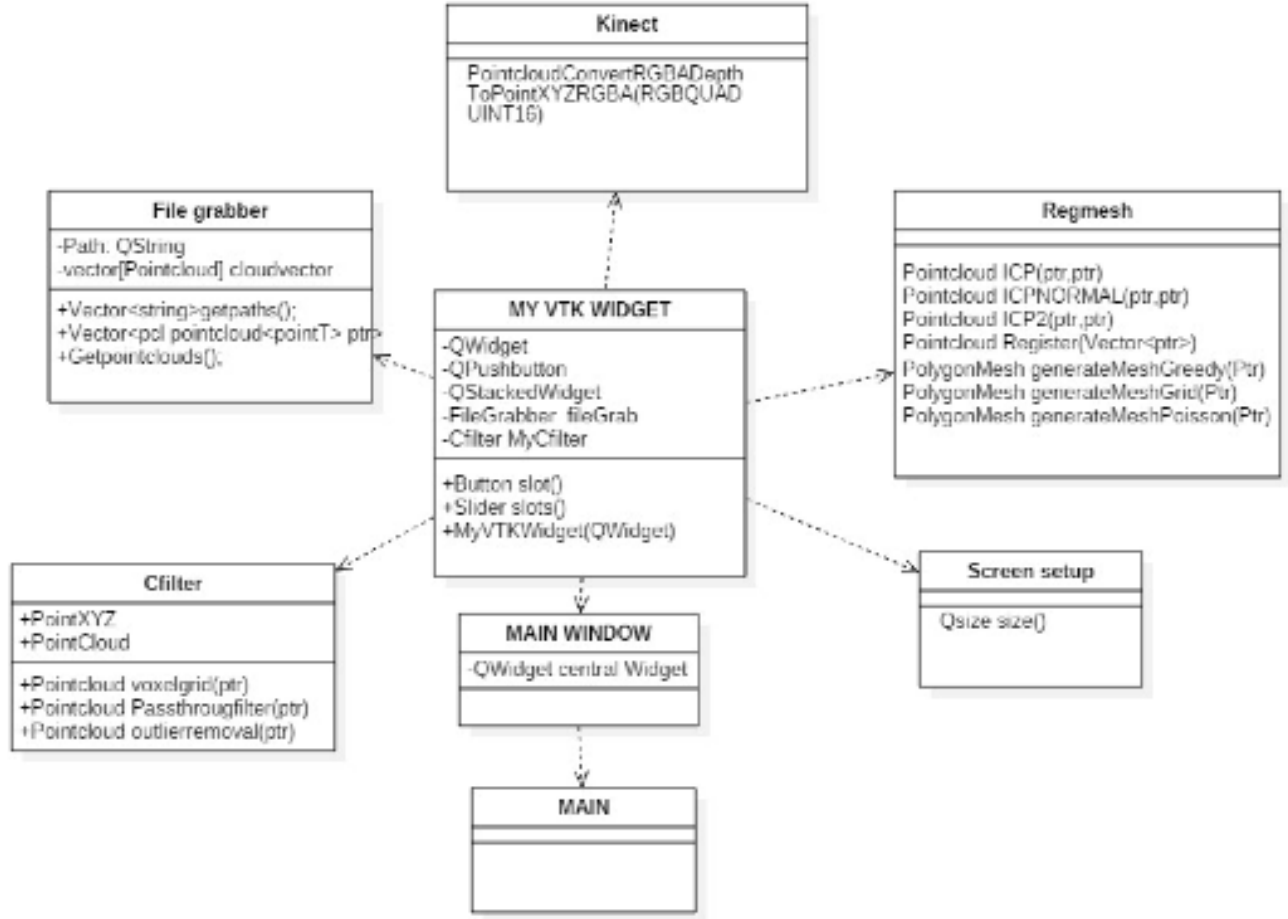 Kinect
PointcloudConvertRGBADepth
ToPointXYZRGBA(RGBQUAD
UINT16)
File grabber
-Path: QString
-vector[Pointcloud] cloudvector
+Vector<string>getpaths();
+Vector<pcl pointcloud<pointT> ptr>
+Getpointclouds();
MY VTK WIDGET
-QWidget
-QPushbutton
-QStackedWidget
-FileGrabber fileGrab
-Cfilter MyCfilter
+Button slot()
+Slider slots()
+MyVTKWidget(QWidget)
Regmesh
Pointcloud ICP(ptr,ptr)
Pointcloud ICPNORMAL(ptr,ptr)
Pointcloud ICP2(ptr,ptr)
Pointcloud Register(Vector<ptr>)
PolygonMesh generateMeshGreedy(Ptr)
PolygonMesh generateMeshGrid(Ptr)
PolygonMesh generateMeshPoisson(Ptr)
Cfilter
+PointXYZ
+PointCloud
+Pointcloud voxelgrid(ptr)
+Pointcloud Passthrougfilter(ptr)
+Pointcloud outlierremoval(ptr)
MAIN WINDOW
-QWidget central Widget
Screen setup
Qsize size()
MAIN